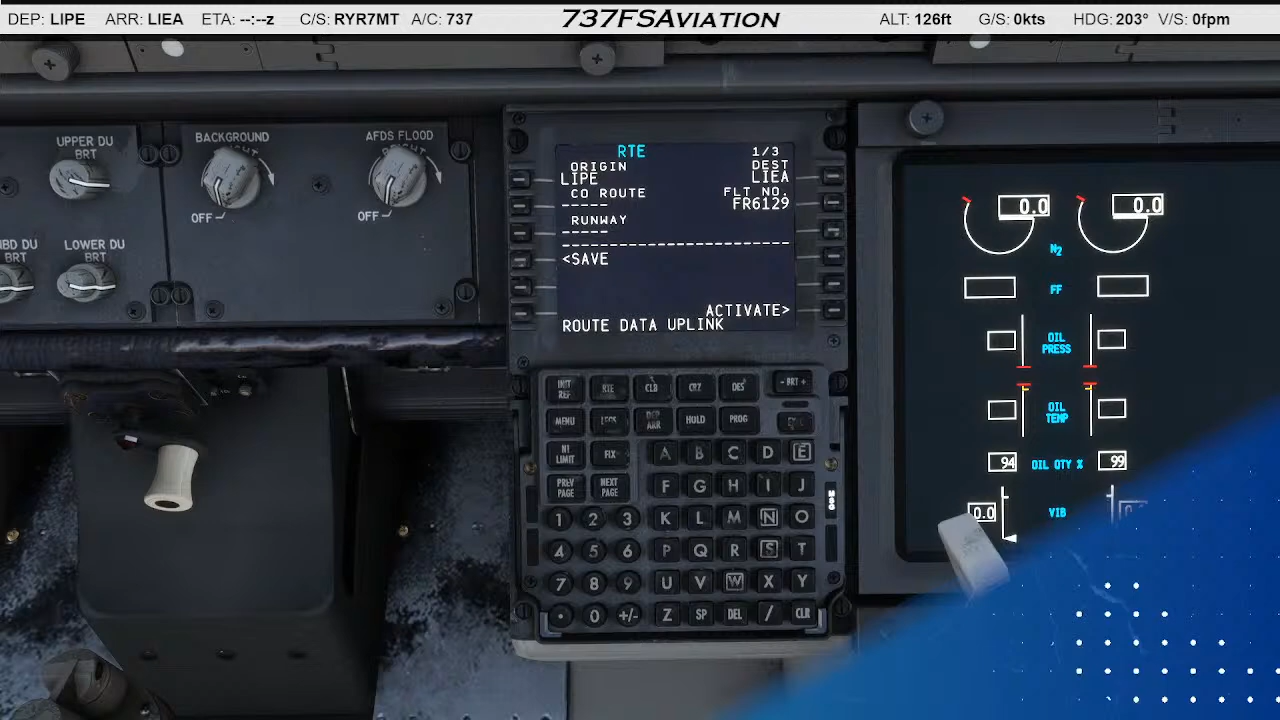 DEP: LIPE ARR: LIEA ETA: --:--z C/S: RYR7MT A/C: 737 737FSAVIATION ALT: 126ft G/S: 0kts HDG: 203° V/S: 0fpm
UPPER DU
BRT
BACKGROUND
OFF
AFDS FLOOD
OFF
BRT
LOWER DU
BRT
RTE 1/3
ORIGIN DEST
LIPE LIEA
CO ROUTE FLT NO.
----- FR6129
RUNWAY
-----
<SAVE
ACTIVATE>
ROUTE DATA UPLINK
INIT
REF
RTE
CLB
CRZ
DES
- BRT +
MENU
LEGS
DEP
ARR
HOLD
PROG
EXEC
N1
LIMIT
FIX
A B C D E
PREV
PAGE
NEXT
PAGE
F G H I J
1 2 3 K L M N O
4 5 6 P Q R S T
7 8 9 U V W X Y
. 0 +/- Z SP DEL / CLR
MSG
0.0 0.0
N2
FF
OIL
PRESS
OIL
TEMP
94 OIL QTY % 99
0.0 VIB